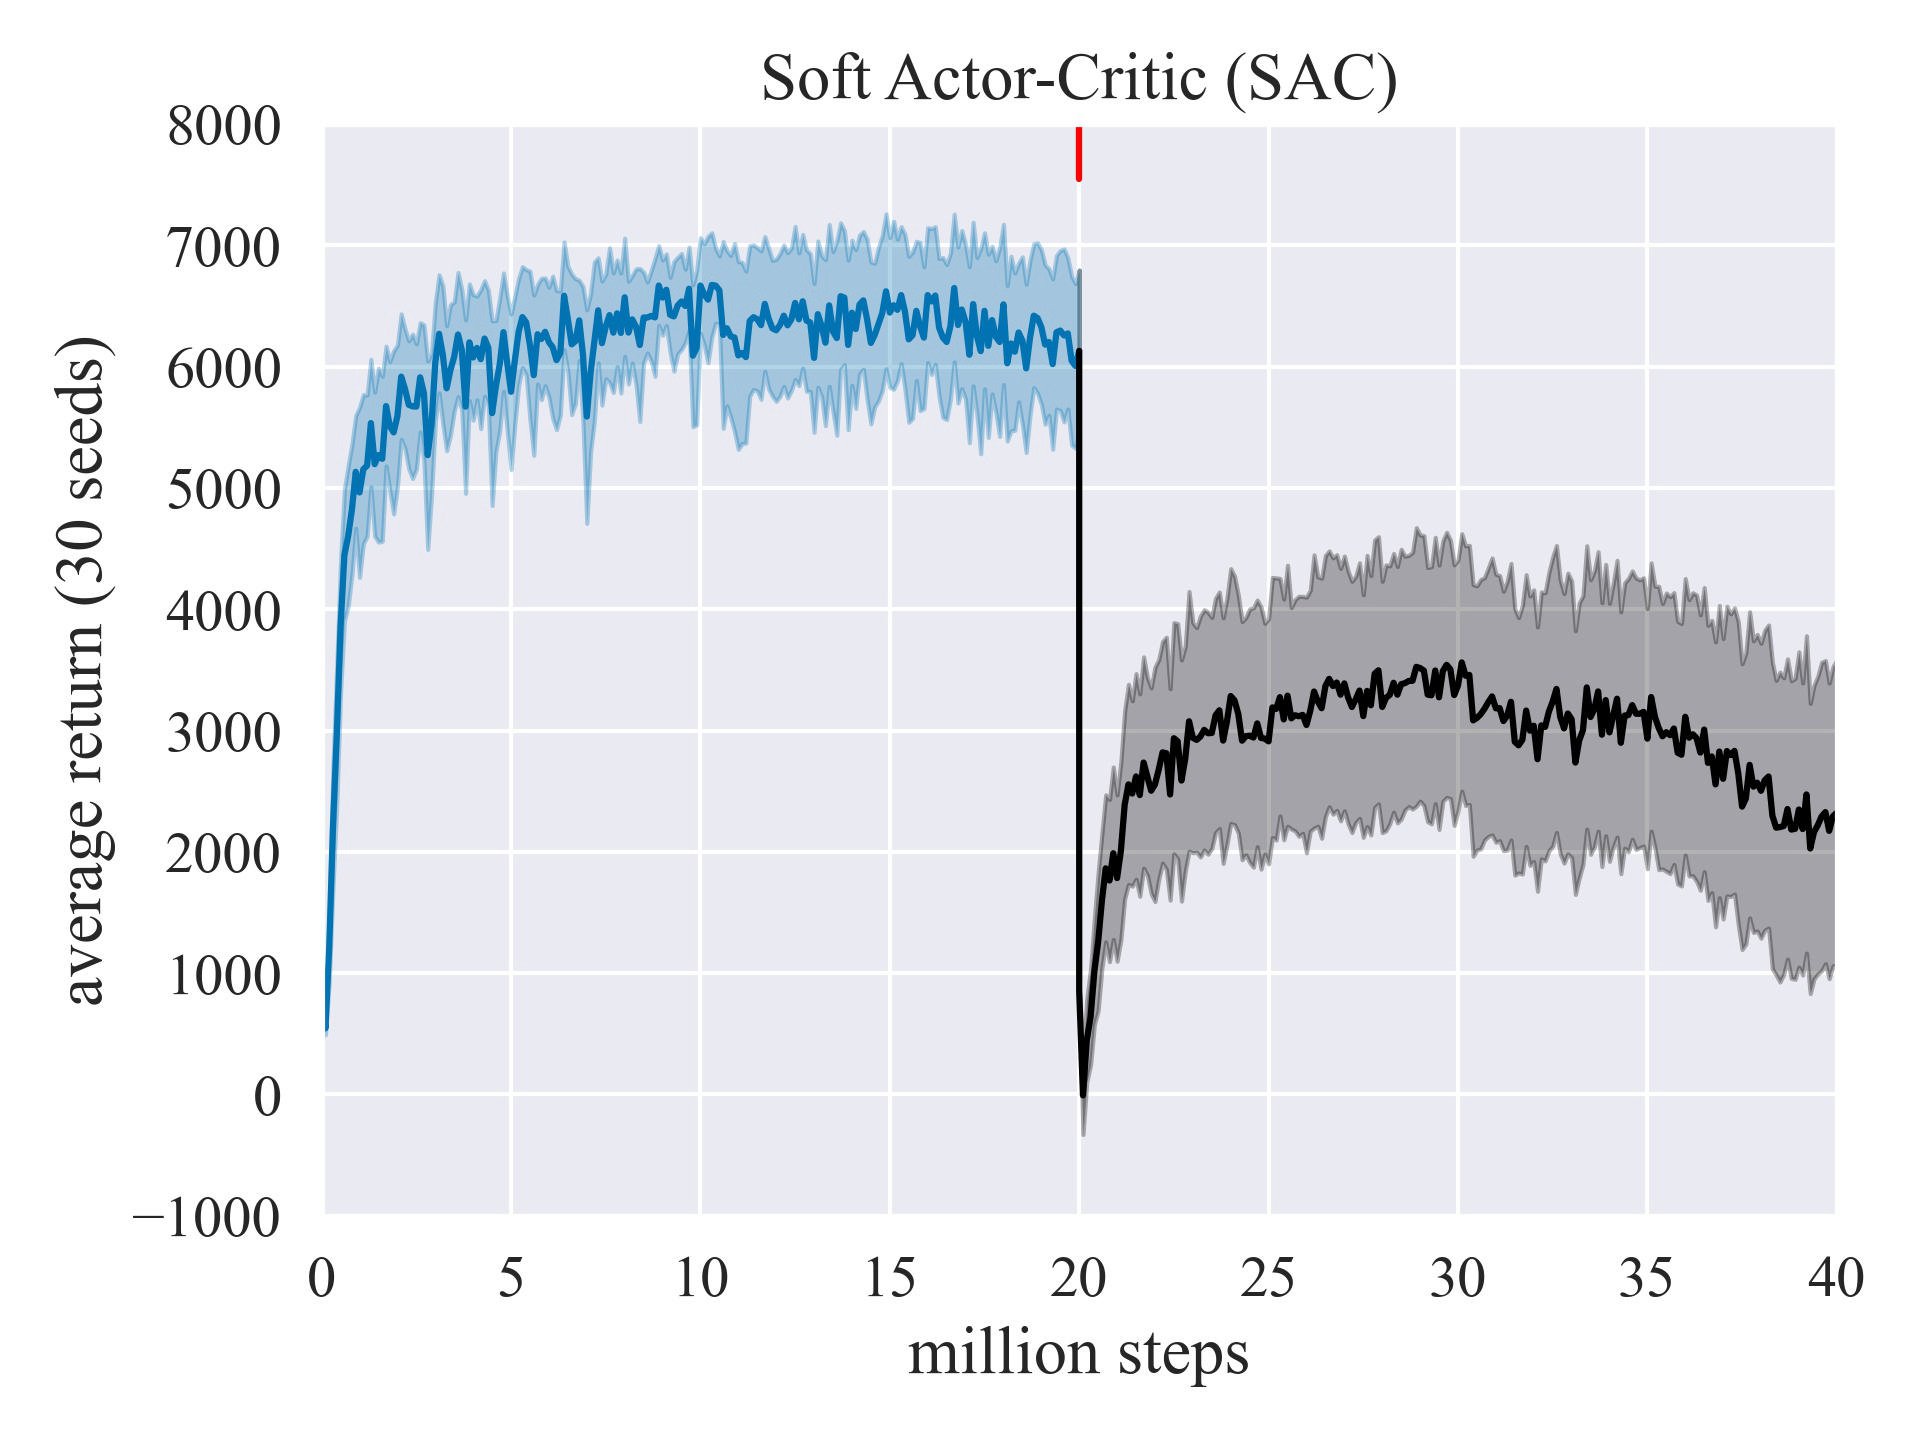 Soft Actor-Critic (SAC)
8000
7000
6000
5000
4000
3000
2000
1000
0
−1000
average return (30 seeds)
0 5 10 15 20 25 30 35 40
million steps